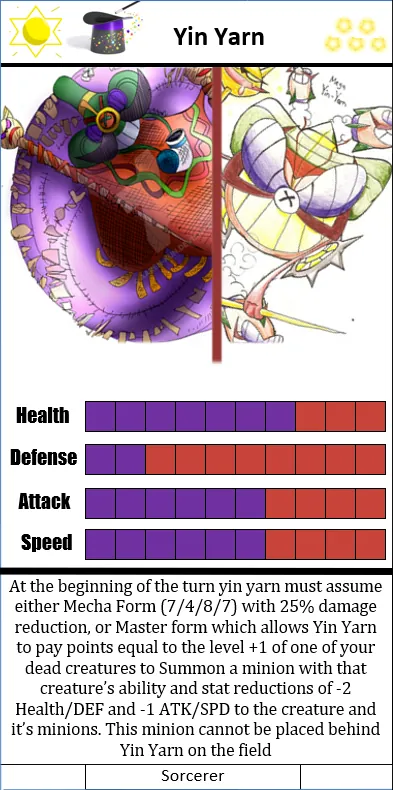 Yin Yarn
Mega
Yin-Yarn
Health
Defense
Attack
Speed
At the beginning of the turn yin yarn must assume
either Mecha Form (7/4/8/7) with 25% damage
reduction, or Master form which allows Yin Yarn
to pay points equal to the level +1 of one of your
dead creatures to Summon a minion with that
creature's ability and stat reductions of -2
Health/DEF and -1 ATK/SPD to the creature and
it's minions. This minion cannot be placed behind
Yin Yarn on the field
Sorcerer